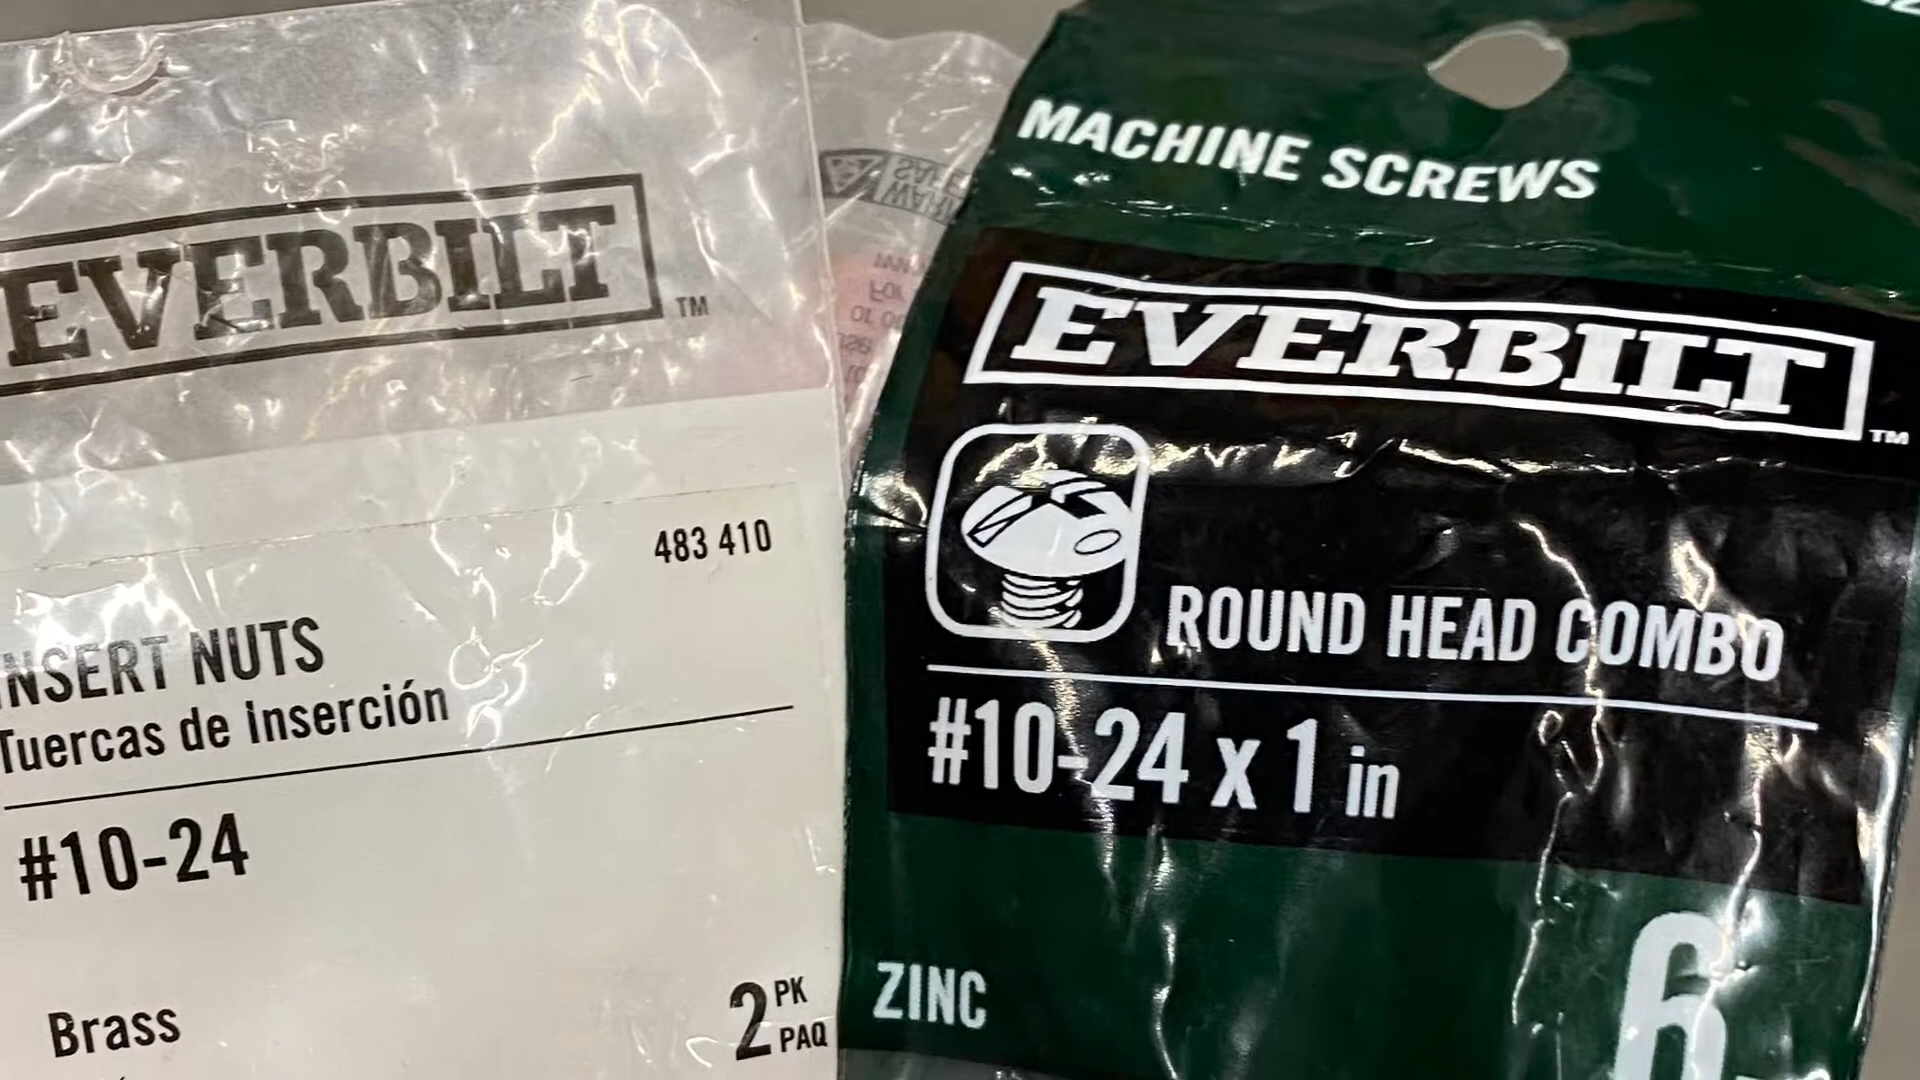 EVERBILT
TM
483 410
INSERT NUTS
Tuercas de inserción
#10-24
Brass
2 PK
PAQ
MACHINE SCREWS
EVERBILT
TM
ROUND HEAD COMBO
#10-24 x 1 in
ZINC
6